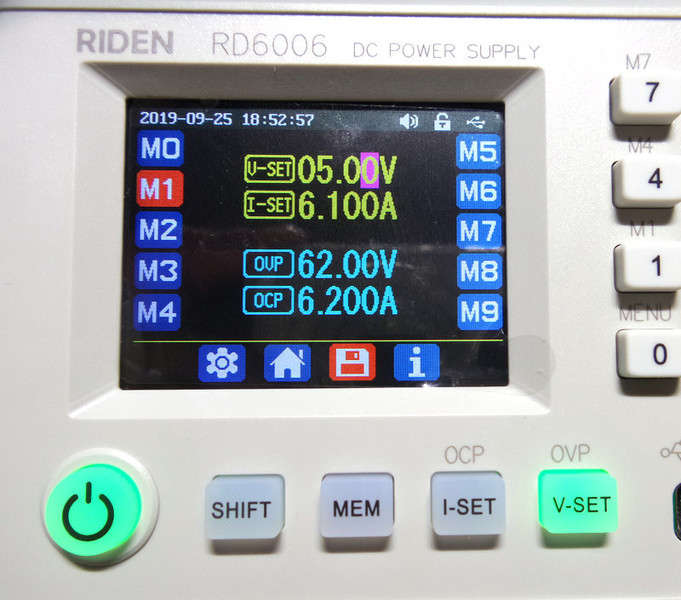 RIDEN RD6006 DC POWER SUPPLY
2019-09-25 18:52:57
M0
M1
M2
M3
M4
V-SET 05.00V
I-SET 6.100A
OVP 62.00V
OCP 6.200A
M5
M6
M7
M8
M9
i
M7
7
M4
4
M1
1
MENU
0
OCP
OVP
SHIFT
MEM
I-SET
V-SET